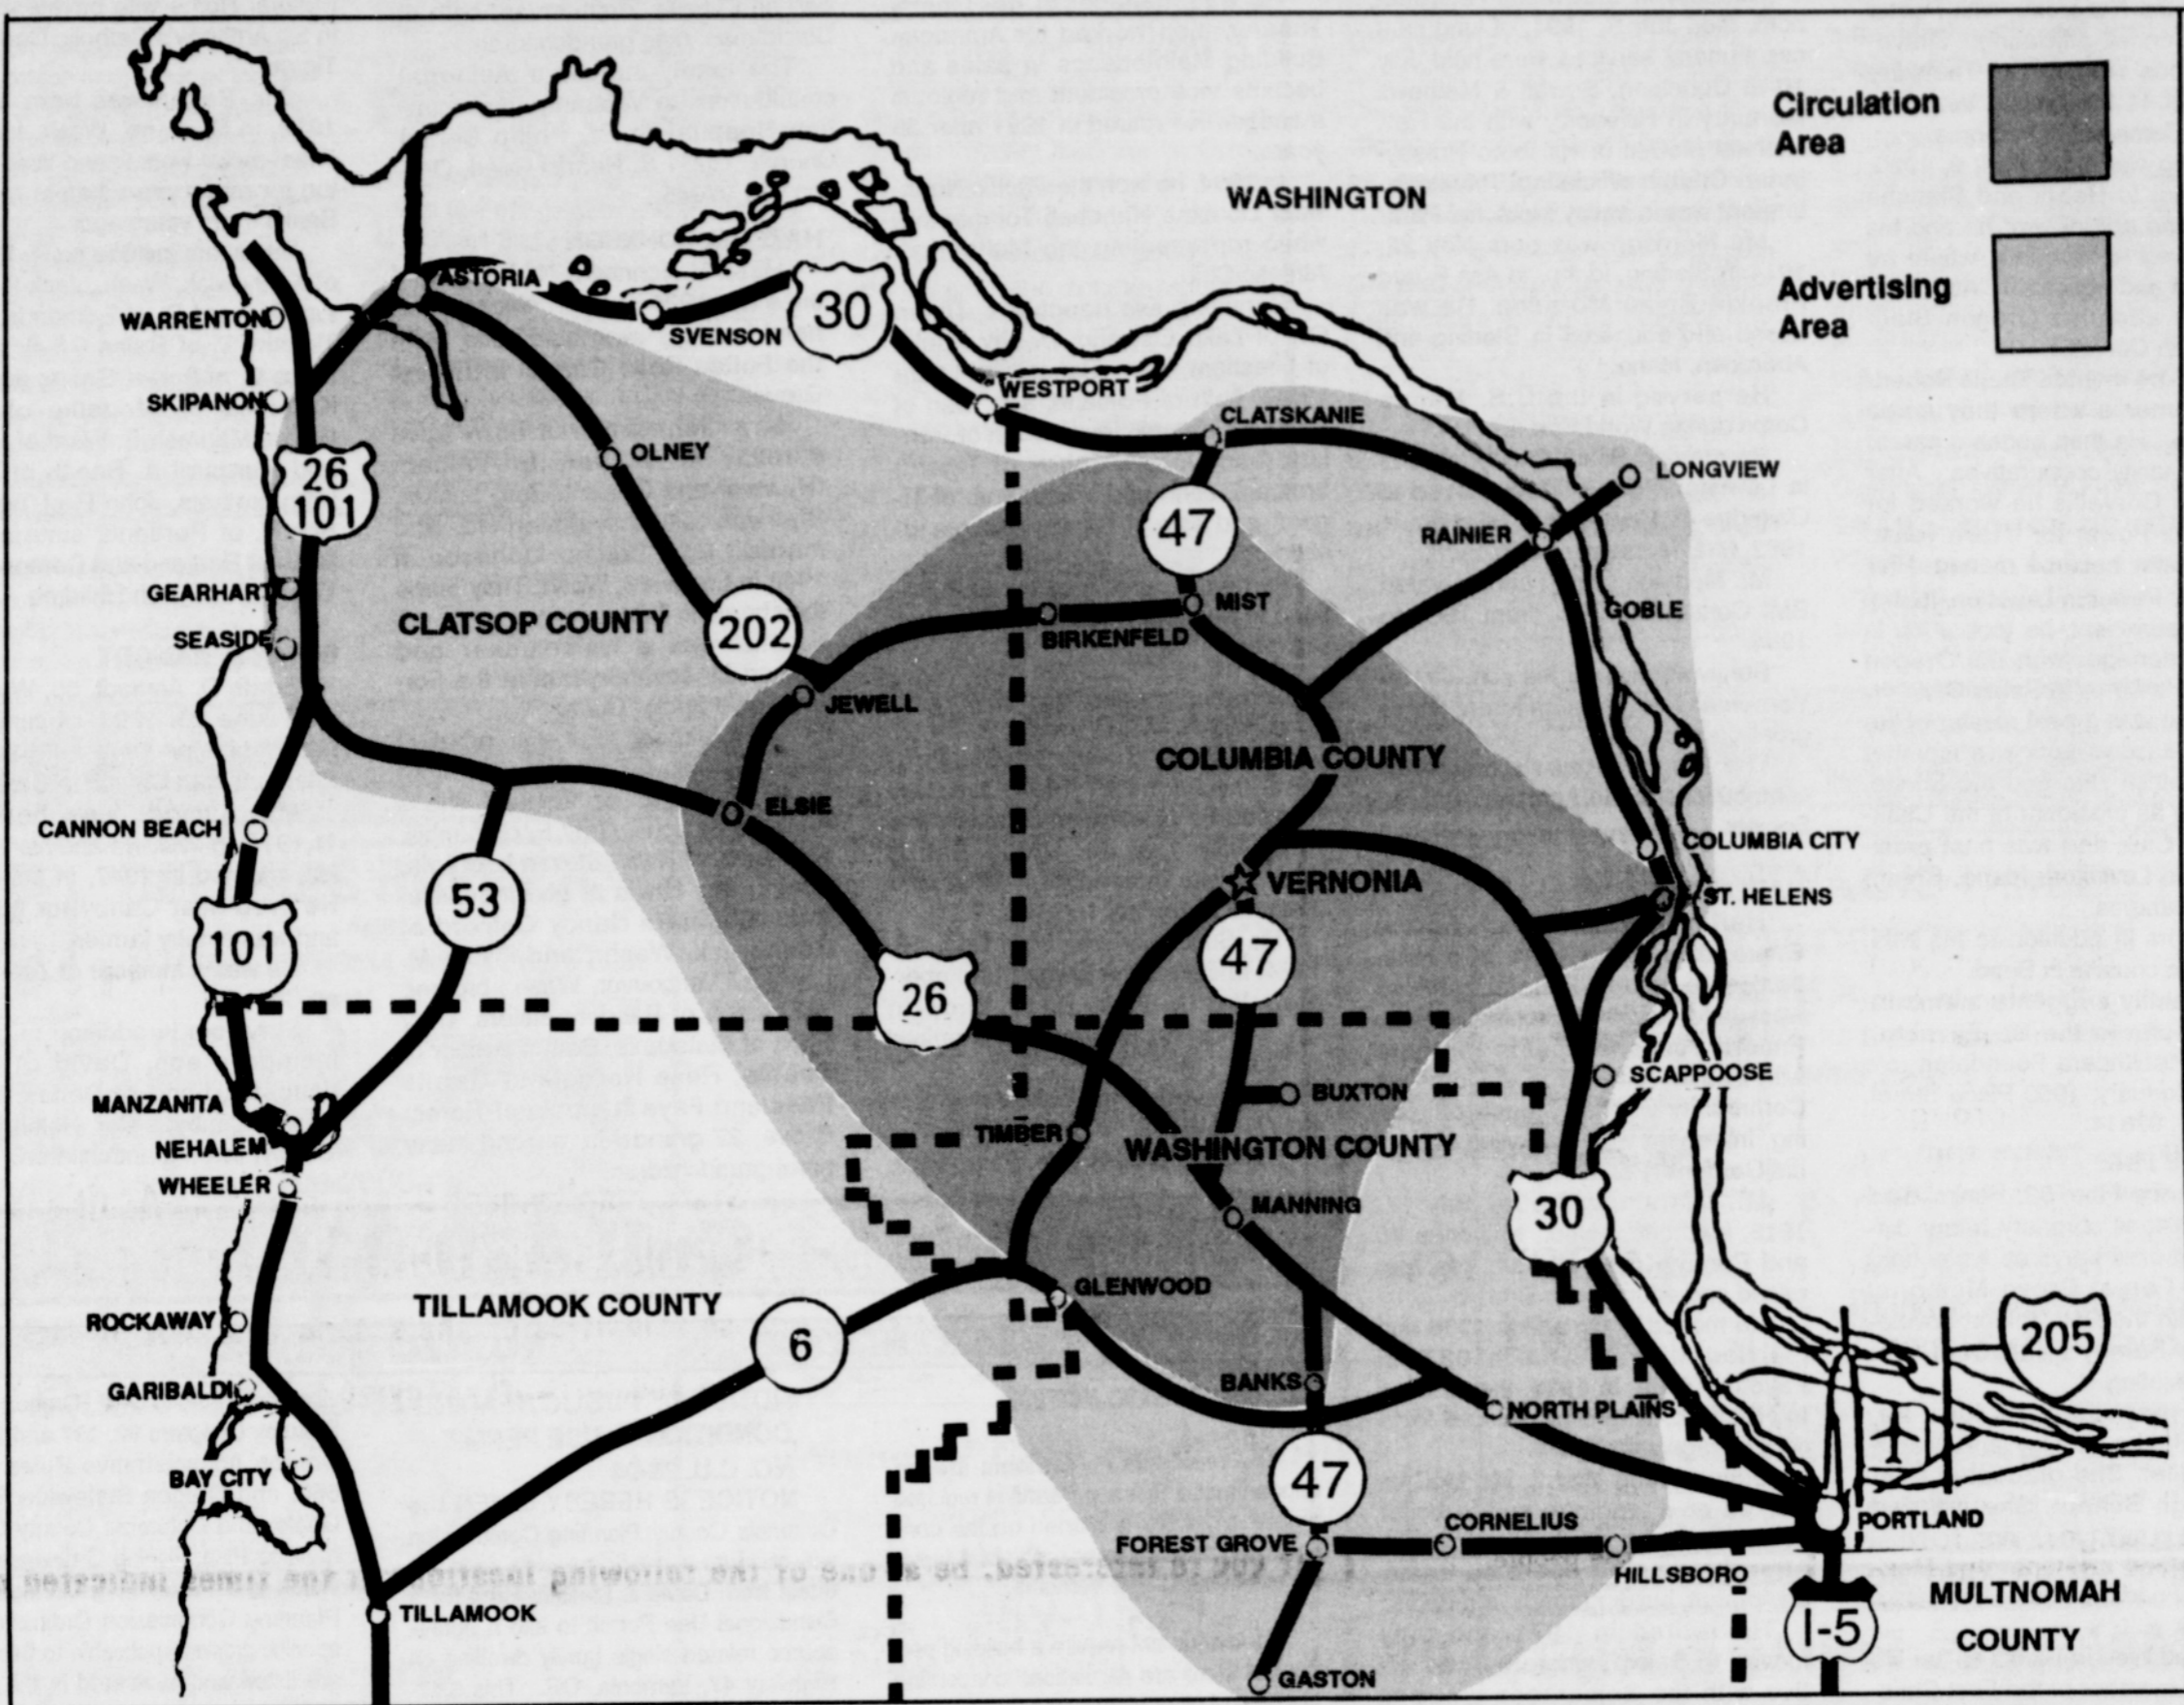 Circulation
Area
Advertising
Area
WASHINGTON
ASTORIA
WARRENTON
SVENSON
30
SKIPANON
WESTPORT
CLATSKANIE
OLNEY
LONGVIEW
26
101
47
RAINIER
GEARHART
MIST
GOBLE
SEASIDE
CLATSOP COUNTY
202
BIRKENFELD
JEWELL
COLUMBIA COUNTY
ELSIE
CANNON BEACH
COLUMBIA CITY
53
VERNONIA
ST. HELENS
101
47
26
SCAPPOOSE
BUXTON
MANZANITA
TIMBER
WASHINGTON COUNTY
NEHALEM
WHEELER
MANNING
30
GLENWOOD
TILLAMOOK COUNTY
ROCKAWAY
6
205
GARIBALDI
BANKS
NORTH PLAINS
BAY CITY
47
CORNELIUS
PORTLAND
FOREST GROVE
HILLSBORO
TILLAMOOK
MULTNOMAH
COUNTY
I-5
GASTON